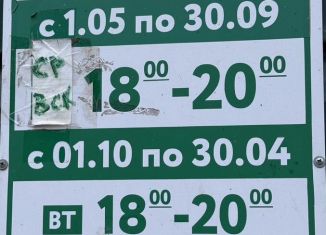 с 1.05 по 30.09
СР
ВСК
18⁰⁰-20⁰⁰
с 01.10 по 30.04
ВТ 18⁰⁰-20⁰⁰